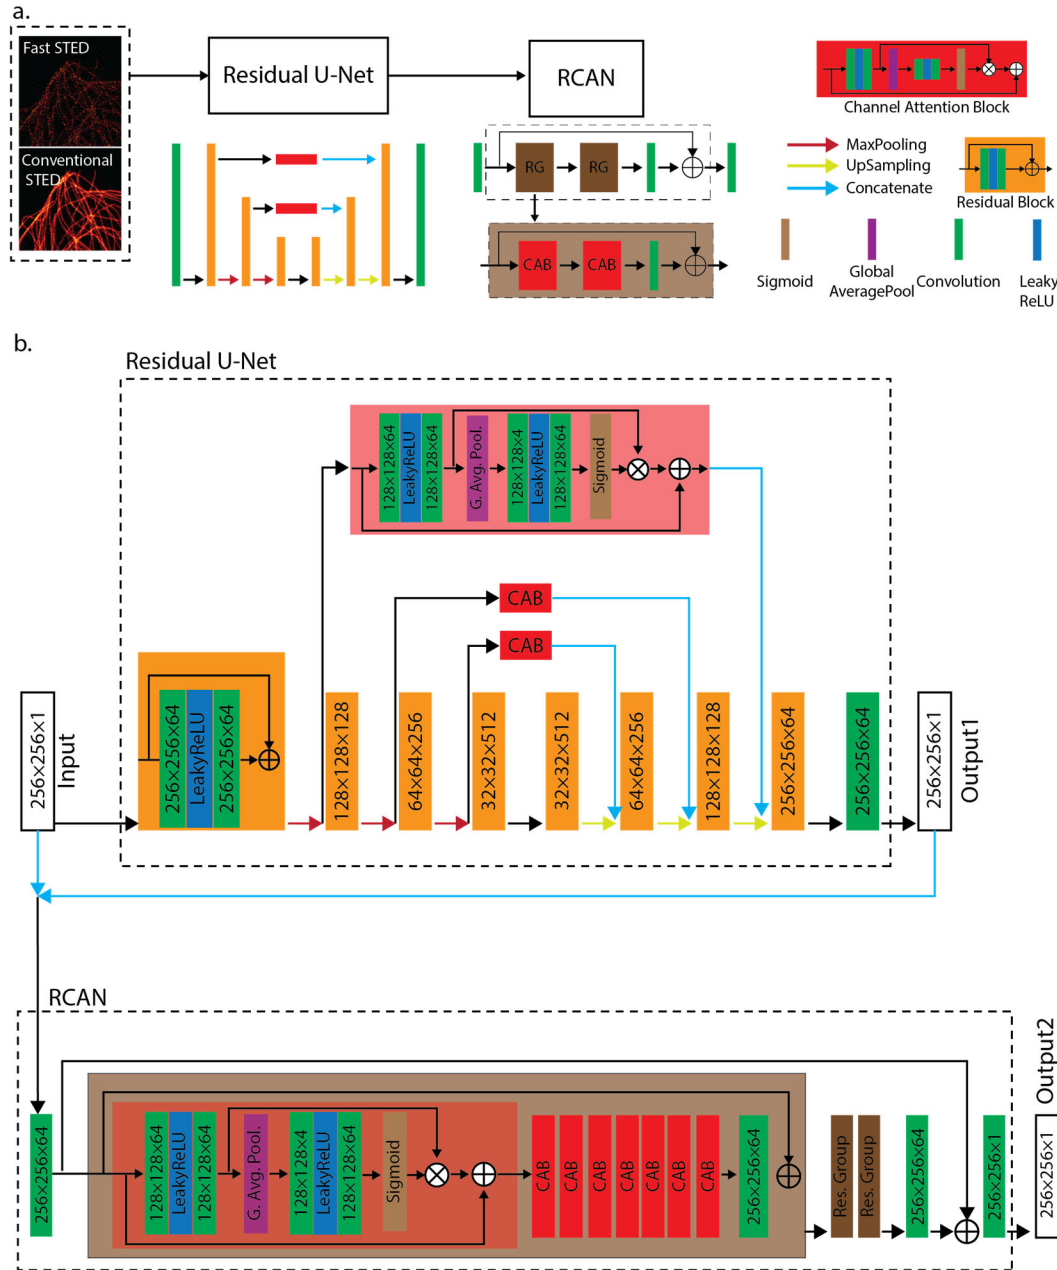 a.
Fast STED
Conventional
STED
Residual U-Net
RCAN
RG
RG
CAB
CAB
Channel Attention Block
MaxPooling
UpSampling
Concatenate
Residual Block
Sigmoid
Global
AveragePool
Convolution
Leaky
ReLU
b.
Residual U-Net
128×128×64
LeakyReLU
128×128×64
G. Avg. Pool.
128×128×4
LeakyReLU
128×128×64
Sigmoid
CAB
CAB
256×256×1
Input
256×256×64
LeakyReLU
256×256×64
128×128×128
64×64×256
32×32×512
32×32×512
64×64×256
128×128×128
256×256×64
256×256×64
256×256×1
Output1
RCAN
256×256×64
128×128×64
LeakyReLU
128×128×64
G. Avg. Pool.
128×128×4
LeakyReLU
128×128×64
Sigmoid
CAB
CAB
CAB
CAB
CAB
CAB
CAB
256×256×64
Res. Group
Res. Group
256×256×64
256×256×1
Output2
256×256×1